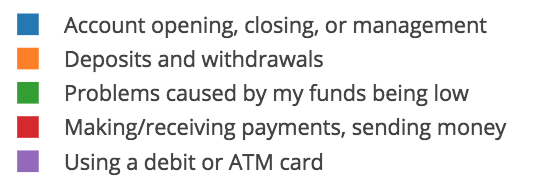 Account opening, closing, or management
Deposits and withdrawals
Problems caused by my funds being low
Making/receiving payments, sending money
Using a debit or ATM card